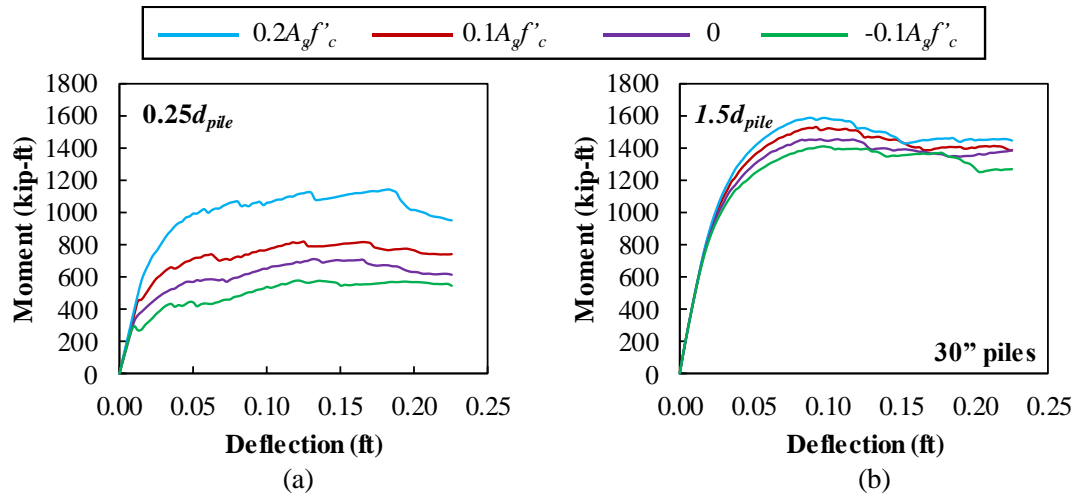 0.2A_g f'_c 0.1A_g f'_c 0 -0.1A_g f'_c
0.25d_pile
Moment (kip-ft)
1800
1600
1400
1200
1000
800
600
400
200
0
0.00 0.05 0.10 0.15 0.20 0.25
Deflection (ft)
(a)
1.5d_pile
Moment (kip-ft)
1800
1600
1400
1200
1000
800
600
400
200
0
30” piles
0.00 0.05 0.10 0.15 0.20 0.25
Deflection (ft)
(b)